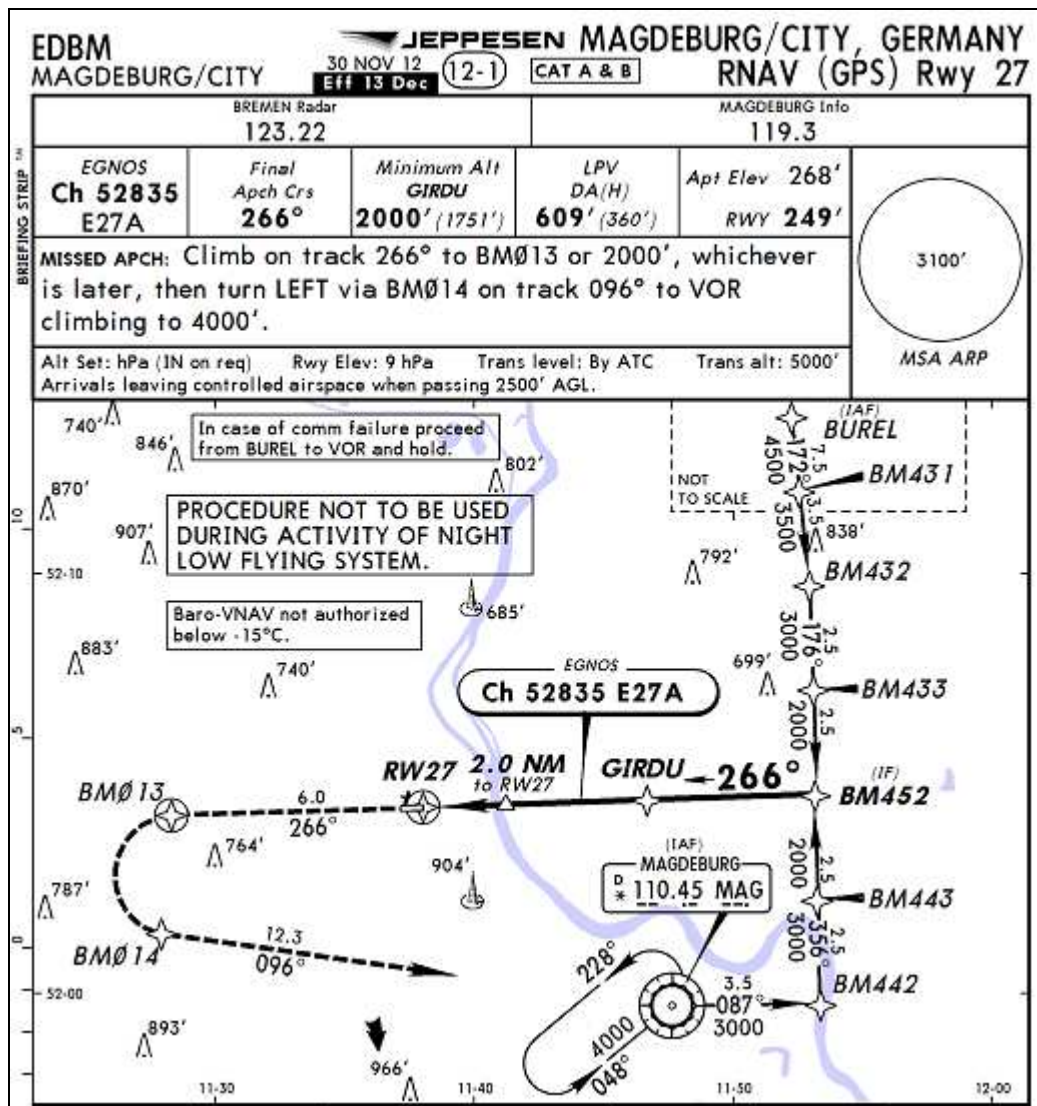 EDBM
MAGDEBURG/CITY
JEPPESEN
30 NOV 12
Eff 13 Dec
12-1
CAT A & B
MAGDEBURG/CITY, GERMANY
RNAV (GPS) Rwy 27
BRIEFING STRIP ™
BREMEN Radar
123.22
MAGDEBURG Info
119.3
EGNOS
Ch 52835
E27A
Final
Apch Crs
266°
Minimum Alt
GIRDU
2000' (1751')
LPV
DA(H)
609' (360')
Apt Elev 268'
RWY 249'
3100'
MSA ARP
MISSED APCH: Climb on track 266° to BMØ13 or 2000', whichever
is later, then turn LEFT via BMØ14 on track 096° to VOR
climbing to 4000'.
Alt Set: hPa (IN on req) Rwy Elev: 9 hPa Trans level: By ATC Trans alt: 5000'
Arrivals leaving controlled airspace when passing 2500' AGL.
740'
846'
In case of comm failure proceed
from BUREL to VOR and hold.
802'
(IAF)
BUREL
172°
7.5
4500
BM431
NOT
TO SCALE
3.5
3500
838'
870'
10
907'
PROCEDURE NOT TO BE USED
DURING ACTIVITY OF NIGHT
LOW FLYING SYSTEM.
792'
52-10
BM432
685'
Baro-VNAV not authorized
below -15°C.
2.5
176°
3000
883'
740'
699'
BM433
EGNOS
Ch 52835 E27A
2.5
2000
5
RW27
2.0 NM
to RW27
GIRDU
266°
(IF)
BM452
BMØ13
6.0
266°
764'
904'
(IAF)
MAGDEBURG
D
* 110.45 MAG
2000
2.5
BM443
787'
0
BMØ14
12.3
096°
356°
2.5
3000
BM442
228°
4000
048°
3.5
087°
3000
52-00
893'
966'
11-30
11-40
11-50
12-00